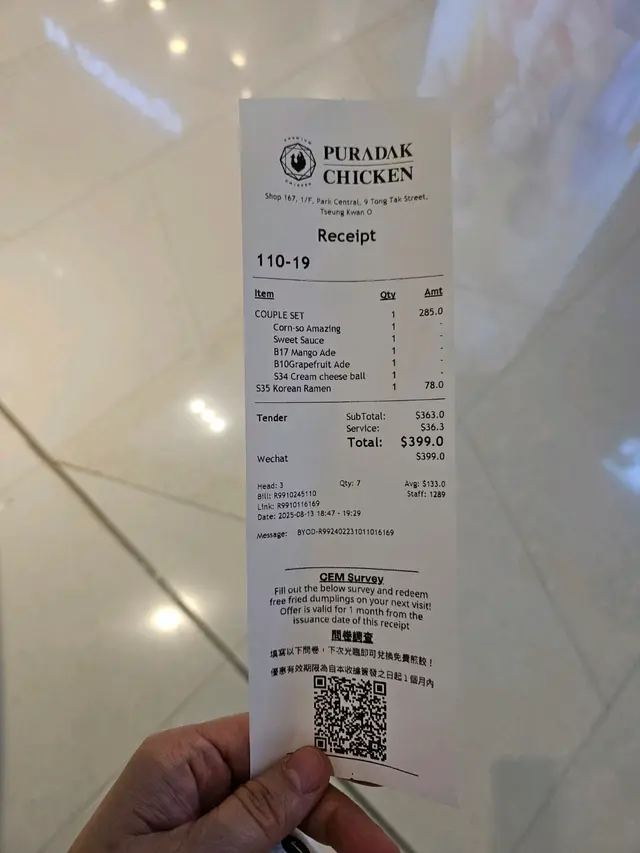 PREMIUM
PURADAK
CHICKEN
CHICKEN
Shop 167, 1/F, Park Central, 9 Tong Tak Street,
Tseung Kwan O
Receipt
110-19
Item Qty Amt
COUPLE SET 1 285.0
Corn-so Amazing 1 -
Sweet Sauce 1 -
B17 Mango Ade 1 -
B10Grapefruit Ade 1 -
S34 Cream cheese ball 1 -
S35 Korean Ramen 1 78.0
Tender SubTotal: $363.0
Service: $36.3
Total: $399.0
Wechat $399.0
Head: 3 Qty: 7 Avg: $133.0
Bill: R9910245110 Staff: 1289
Link: R9910116169
Date: 2025-08-13 18:47 - 19:29
Message: BYOD-R992402231011016169
CEM Survey
Fill out the below survey and redeem
free fried dumplings on your next visit!
Offer is valid for 1 month from the
issuance date of this receipt
問卷調查
填寫以下問卷，下次光臨即可兌換免費煎餃！
優惠有效期限為自本收據簽發之日起1個月內